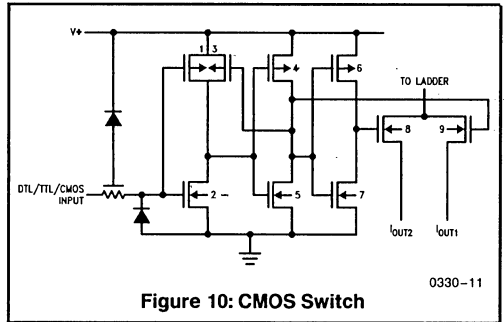 V+
1 3
4
6
TO LADDER
8
9
DTL/TTL/CMOS
INPUT
2
5
7
IOUT2
IOUT1
0330-11
Figure 10: CMOS Switch